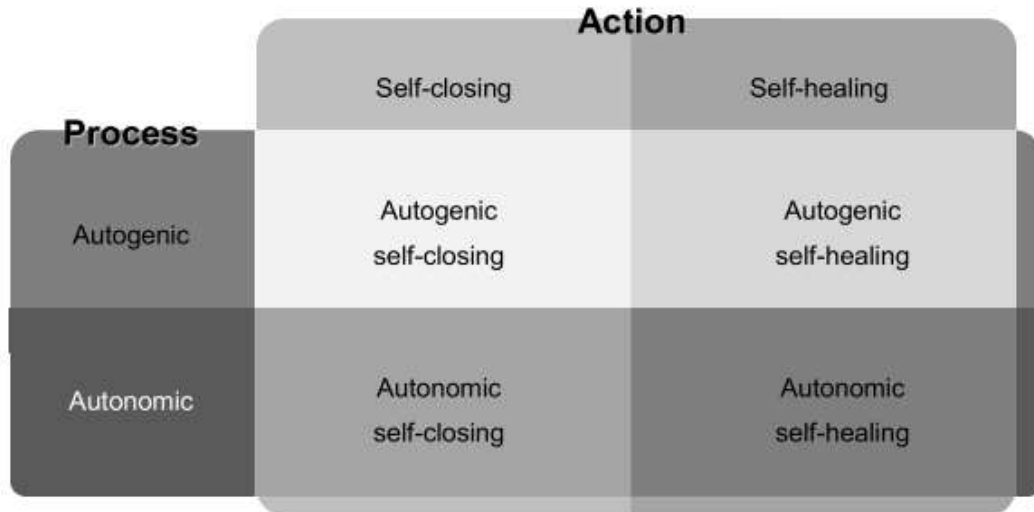 Action
Self-closing Self-healing
Process
Autogenic
Autogenic
self-closing
Autogenic
self-healing
Autonomic
Autonomic
self-closing
Autonomic
self-healing